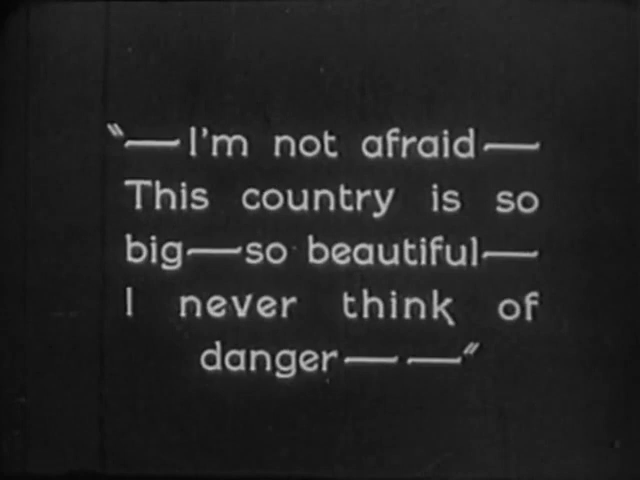 "—I'm not afraid—
This country is so
big—so beautiful—
I never think of
danger— —"